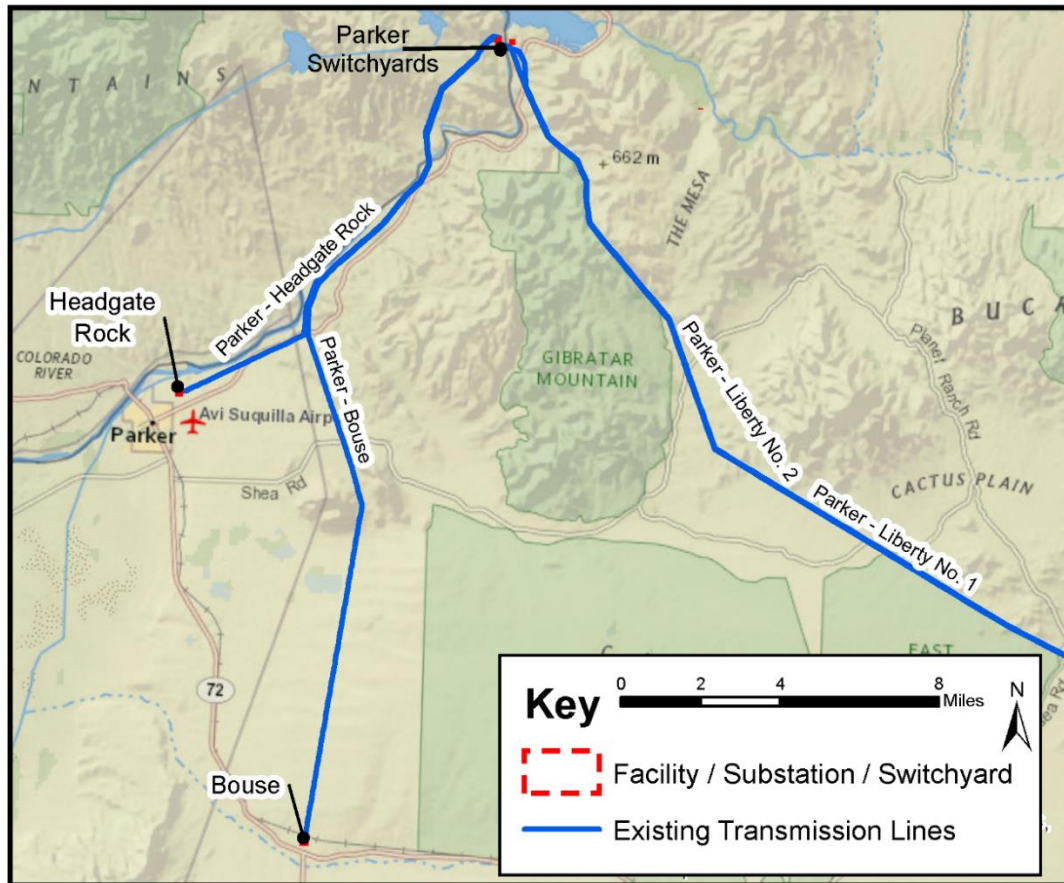 Parker
Switchyards
N T A I N S
662 m
THE MESA
Parker - Headgate Rock
Headgate
Rock
COLORADO
RIVER
Parker - Bouse
GIBRATAR
MOUNTAIN
B U C
Planet Ranch Rd
Parker - Liberty No. 2
Avi Suquilla Airp
Parker
Shea Rd
CACTUS PLAIN
Parker - Liberty No. 1
72
Bouse
C
EAST
sea Rd
Key
0 2 4 8
Miles
N
Facility / Substation / Switchyard
Existing Transmission Lines